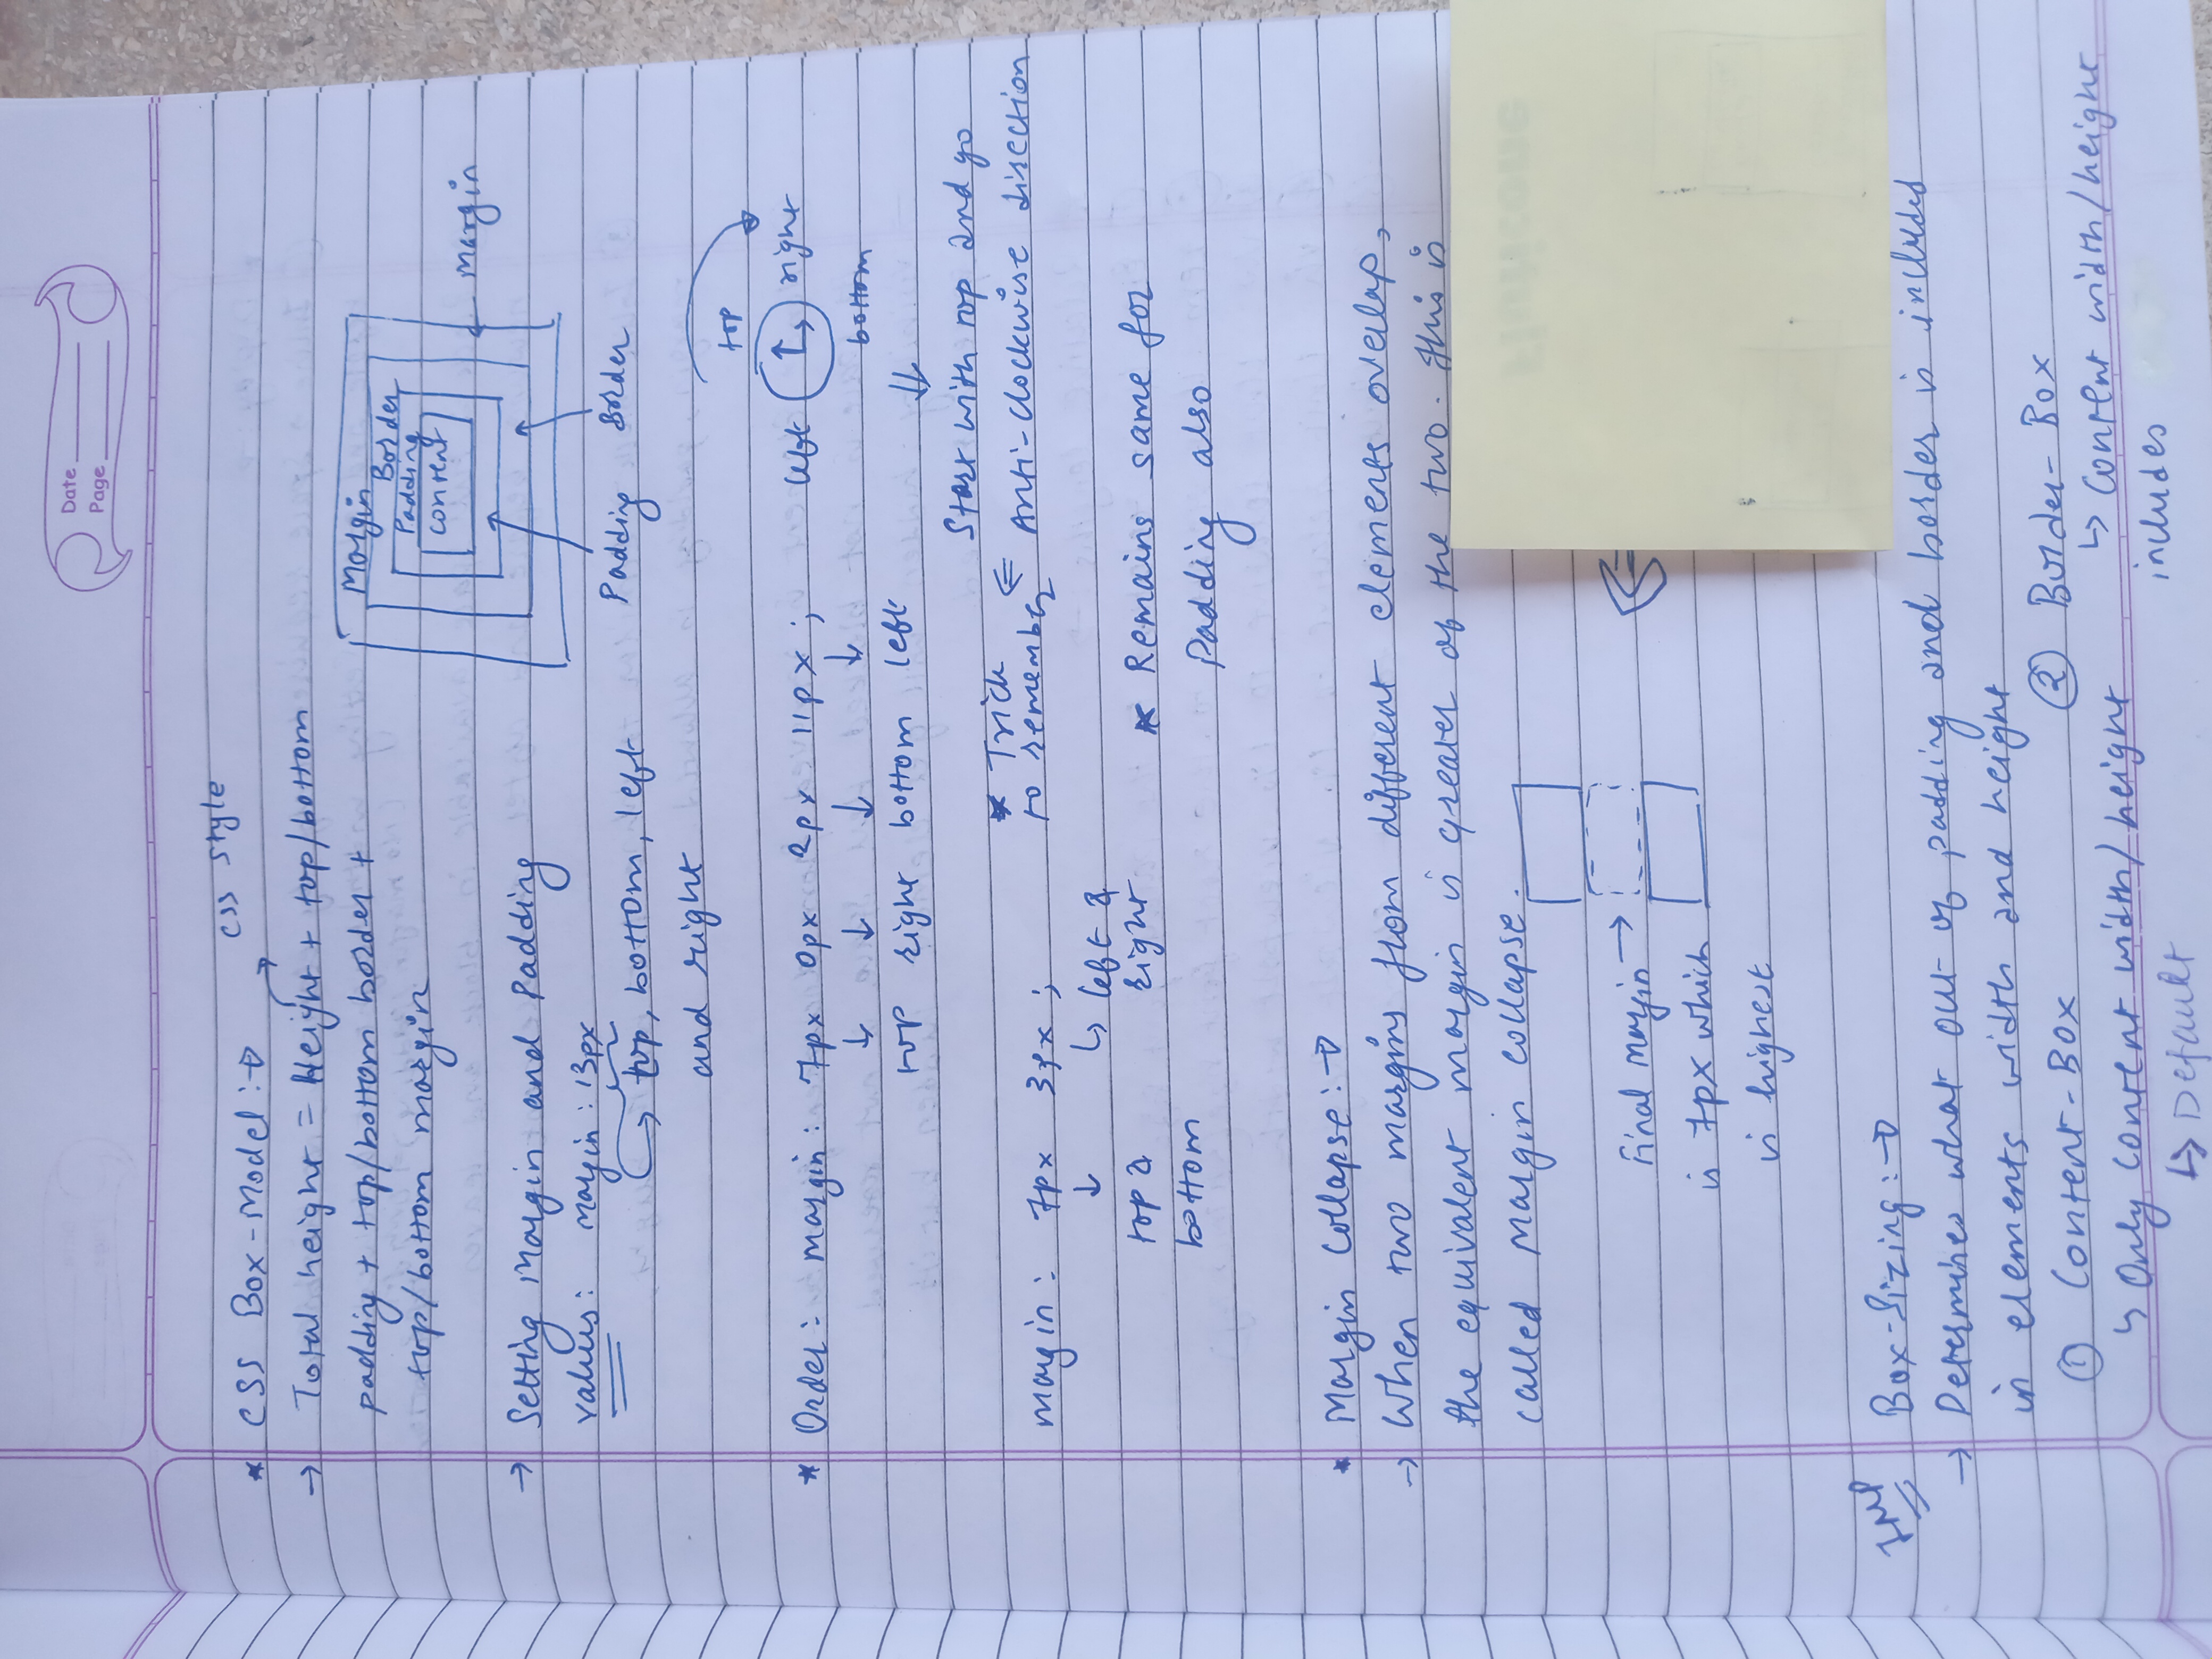 Date
Page
* CSS Box-Model :→
CSS style
→ Total height = Height + top/bottom
padding + top/bottom border +
top/bottom margin
Margin
Border
Padding
content
Margin
Padding Border
→ Setting Margin and Padding
values: margin : 13px
top, bottom, left
and right
* Order: margin: 7px 0px 2px 11px ;
↓ ↓ ↓ ↓
top right bottom left
top
left right
bottom
⇓
Start with top and go
Anti-clockwise direction
* Trick ⇐
to remember
margin: 7px 3px ;
↓ ↳ left &
top & right
bottom
* Remains same for
Padding also
* Margin Collapse :→
→ When two margins from different elements overlap,
the equivalent margin is greater of the two. This is
called Margin Collapse.
Final margin →
is 7px which
is highest
IMP
Box-Sizing :→
→ Determines what out of padding and border is included
in elements width and height
① Content-Box
↳ Only content width/height
↳ Default
② Border-Box
↳ Content width/height
includes